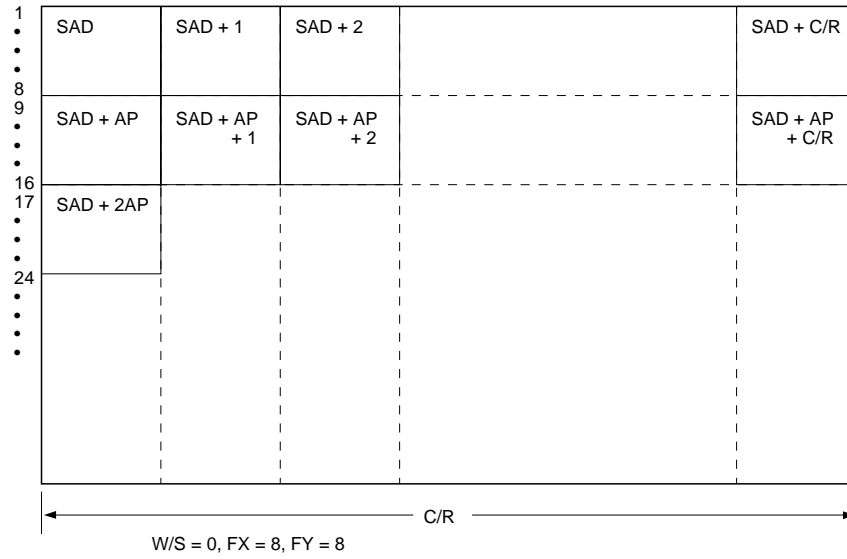 1
SAD SAD + 1 SAD + 2 SAD + C/R
8
9
SAD + AP SAD + AP + 1 SAD + AP + 2 SAD + AP + C/R
16
17
SAD + 2AP
24
C/R
W/S = 0, FX = 8, FY = 8